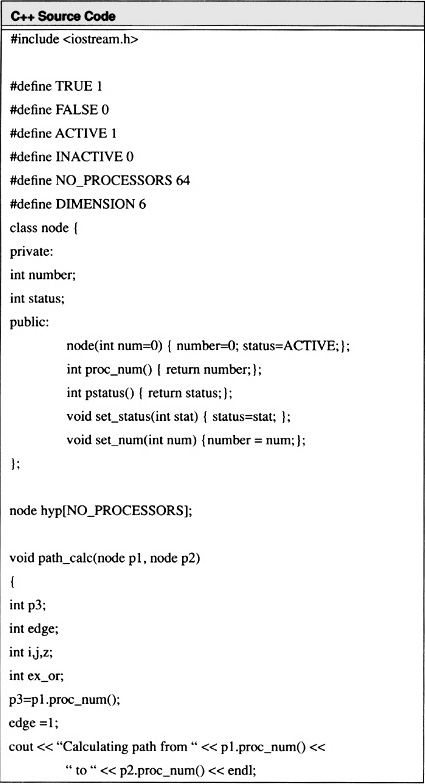 C++ Source Code
#include <iostream.h>
#define TRUE 1
#define FALSE 0
#define ACTIVE 1
#define INACTIVE 0
#define NO_PROCESSORS 64
#define DIMENSION 6
class node {
private:
int number;
int status;
public:
node(int num=0) { number=0; status=ACTIVE;};
int proc_num() { return number;};
int pstatus() { return status;};
void set_status(int stat) { status=stat; };
void set_num(int num) {number = num;};
};
node hyp[NO_PROCESSORS];
void path_calc(node p1, node p2)
{
int p3;
int edge;
int i,j,z;
int ex_or;
p3=p1.proc_num();
edge =1;
cout << “Calculating path from “ << p1.proc_num() <<
“ to “ << p2.proc_num() << endl;